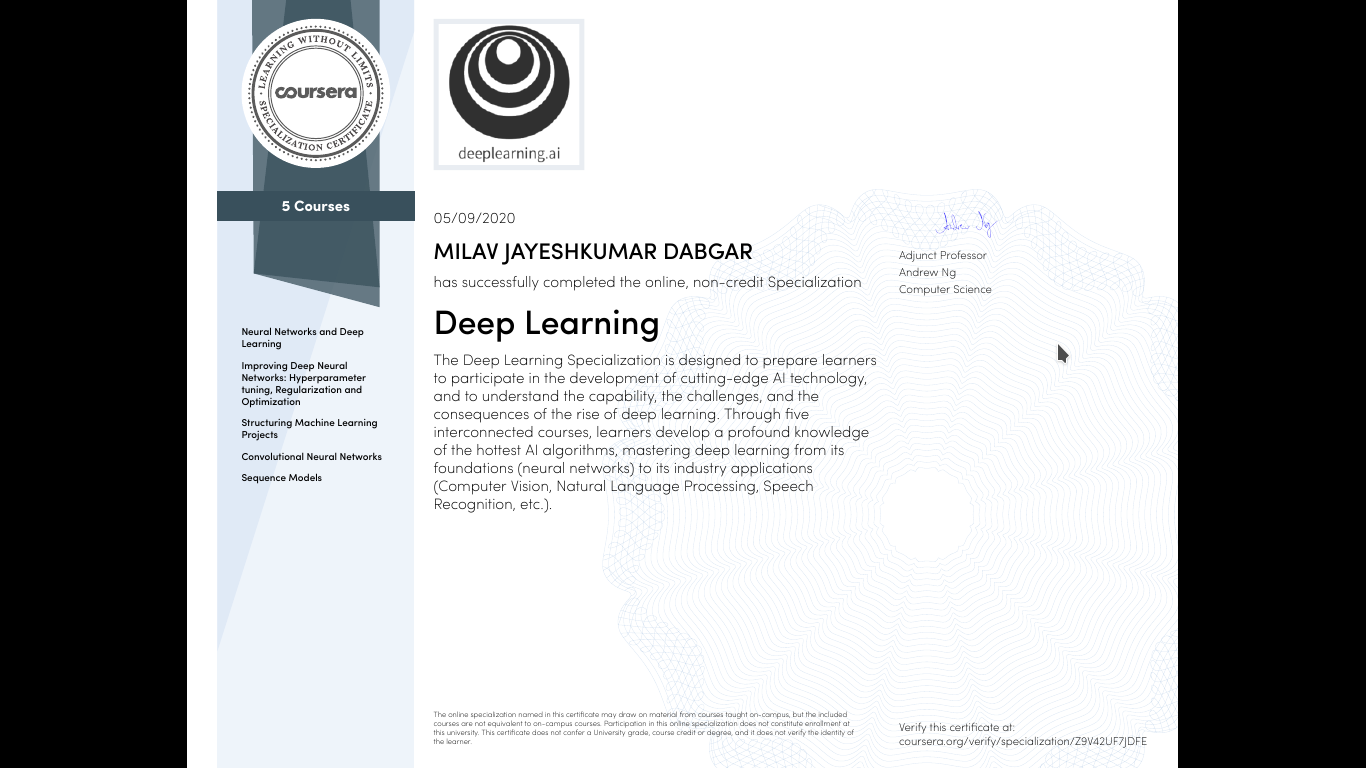 LEARNING WITHOUT LIMITS
coursera
SPECIALIZATION CERTIFICATE
5 Courses
Neural Networks and Deep
Learning
Improving Deep Neural
Networks: Hyperparameter
tuning, Regularization and
Optimization
Structuring Machine Learning
Projects
Convolutional Neural Networks
Sequence Models
deeplearning.ai
05/09/2020
MILAV JAYESHKUMAR DABGAR
has successfully completed the online, non-credit Specialization
Deep Learning
The Deep Learning Specialization is designed to prepare learners
to participate in the development of cutting-edge AI technology,
and to understand the capability, the challenges, and the
consequences of the rise of deep learning. Through five
interconnected courses, learners develop a profound knowledge
of the hottest AI algorithms, mastering deep learning from its
foundations (neural networks) to its industry applications
(Computer Vision, Natural Language Processing, Speech
Recognition, etc.).
Andrew Ng
Adjunct Professor
Andrew Ng
Computer Science
The online specialization named in this certificate may draw on material from courses taught on-campus, but the included
courses are not equivalent to on-campus courses. Participation in this online specialization does not constitute enrollment at
this university. This certificate does not confer a University grade, course credit or degree, and it does not verify the identity of
the learner.
Verify this certificate at:
coursera.org/verify/specialization/Z9V42UF7JDFE